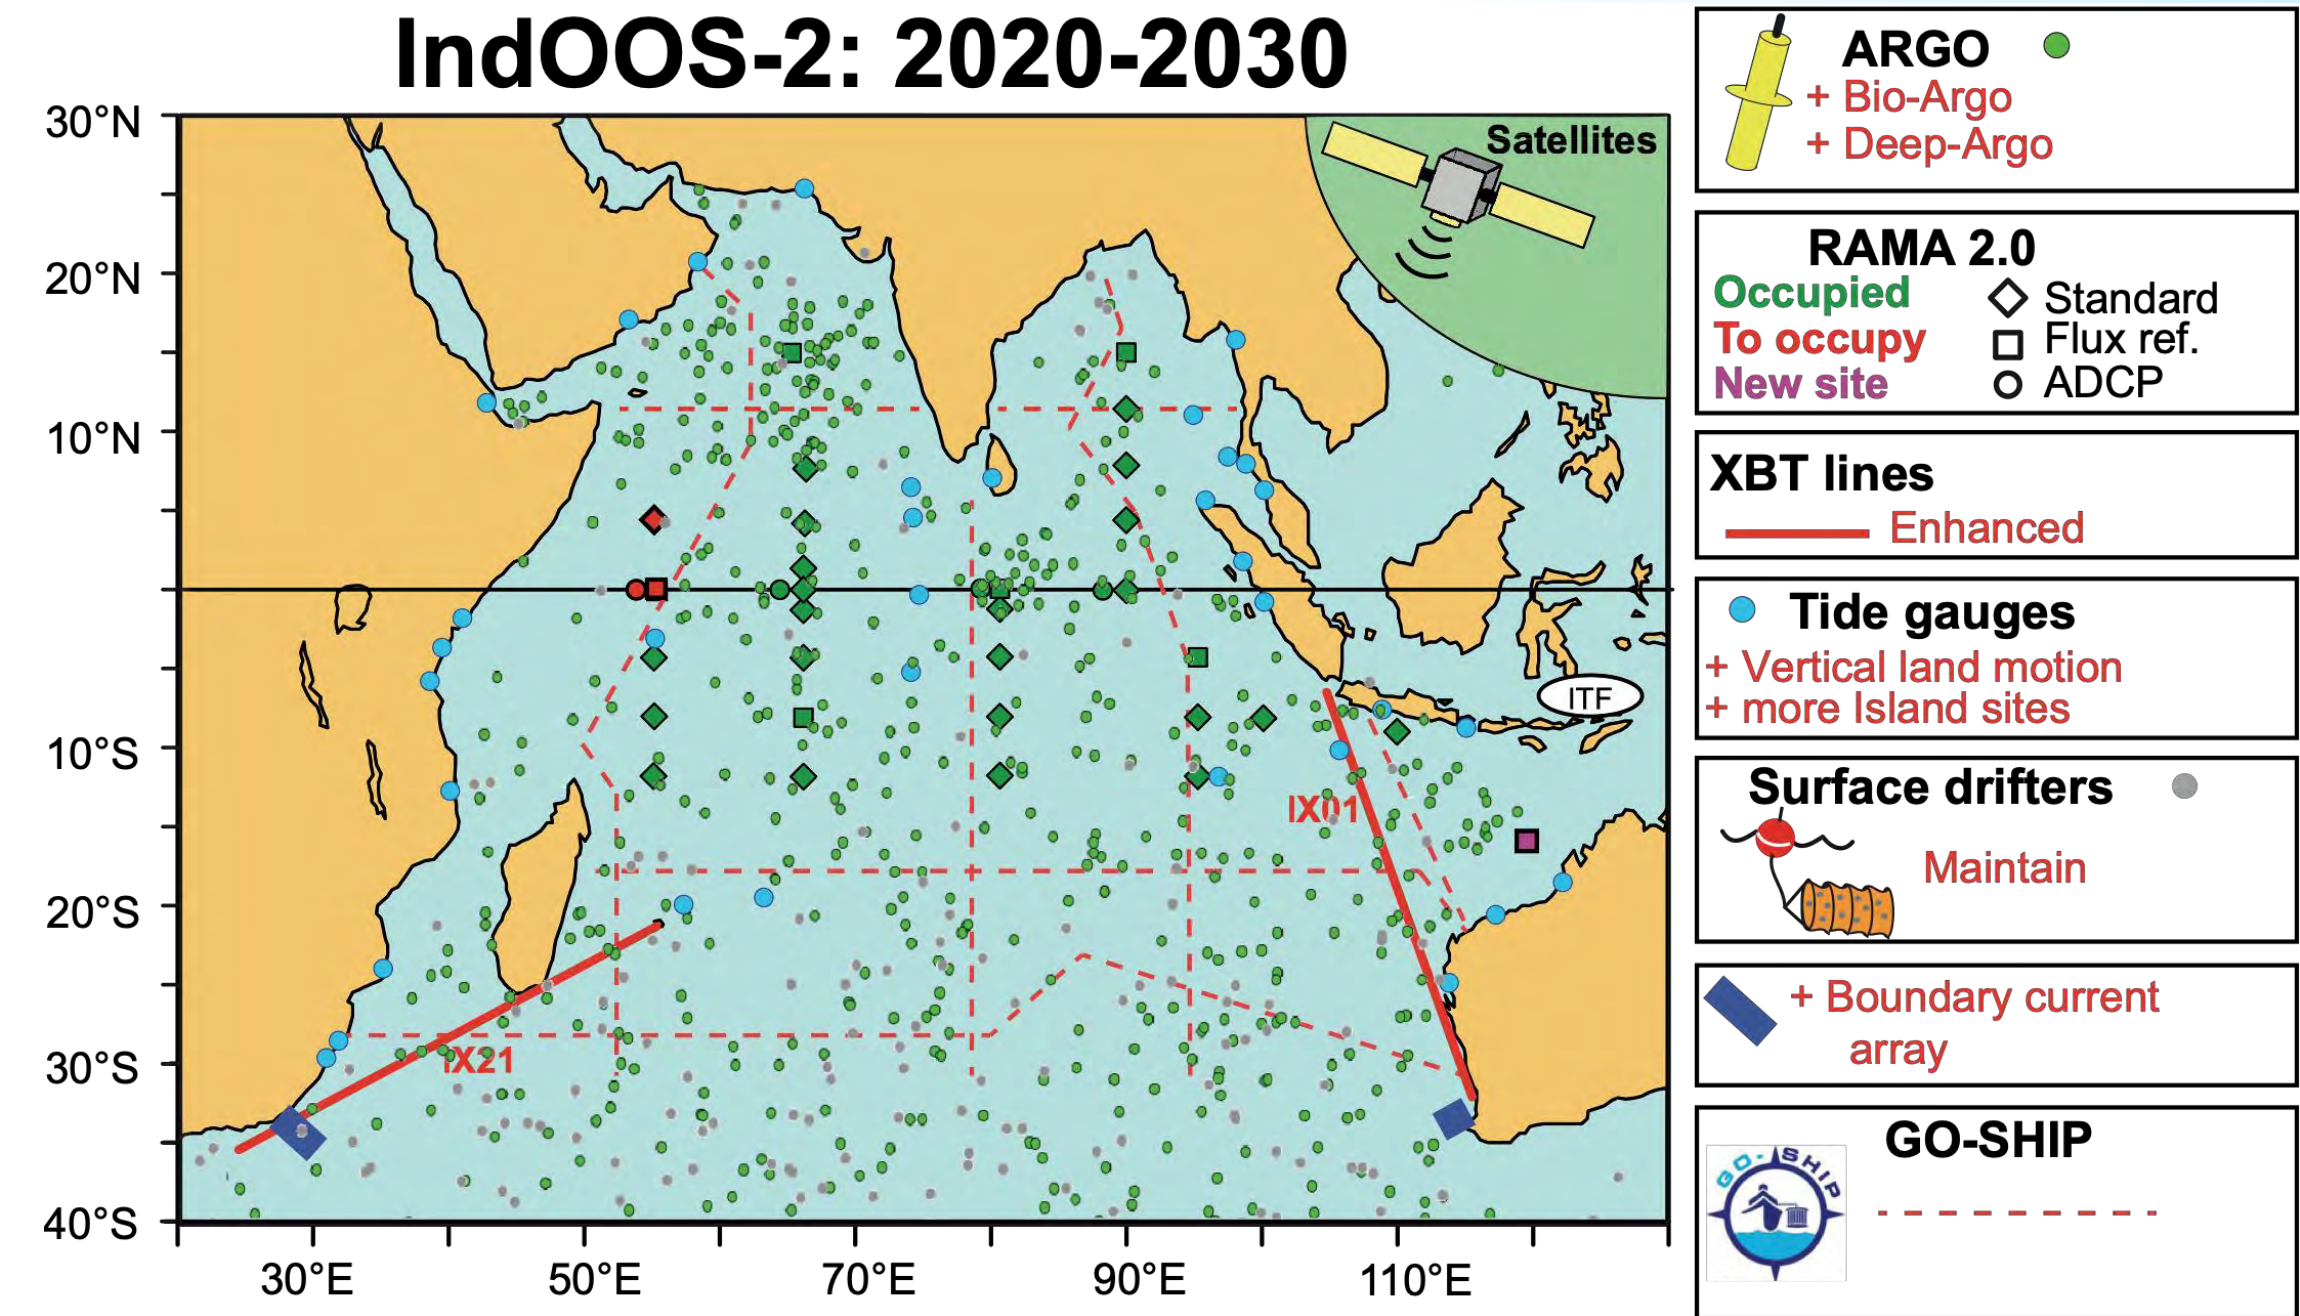 IndOOS-2: 2020-2030
30°N
20°N
10°N
10°S
20°S
30°S
40°S
30°E
50°E
70°E
90°E
110°E
Satellites
ITF
IX01
IX21
ARGO
+ Bio-Argo
+ Deep-Argo
RAMA 2.0
Occupied
Standard
To occupy
Flux ref.
New site
ADCP
XBT lines
Enhanced
Tide gauges
+ Vertical land motion
+ more Island sites
Surface drifters
Maintain
+ Boundary current
array
GO-SHIP
GO-SHIP